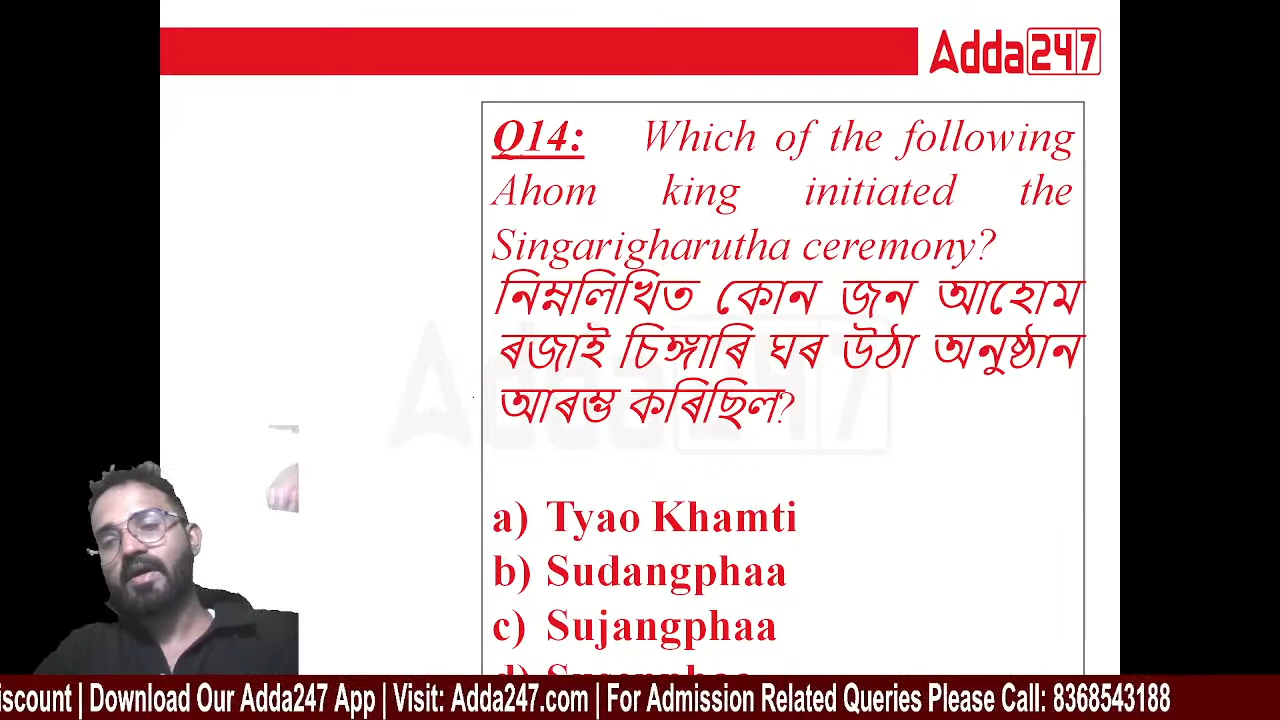 Adda247
Q14: Which of the following
Ahom king initiated the
Singarigharutha ceremony?
নিম্নলিখিত কোন জন আহোম
ৰজাই চিঙ্গাৰি ঘৰ উঠা অনুষ্ঠান
আৰম্ভ কৰিছিল?
a) Tyao Khamti
b) Sudangphaa
c) Sujangphaa
d)
iscount | Download Our Adda247 App | Visit: Adda247.com | For Admission Related Queries Please Call: 8368543188